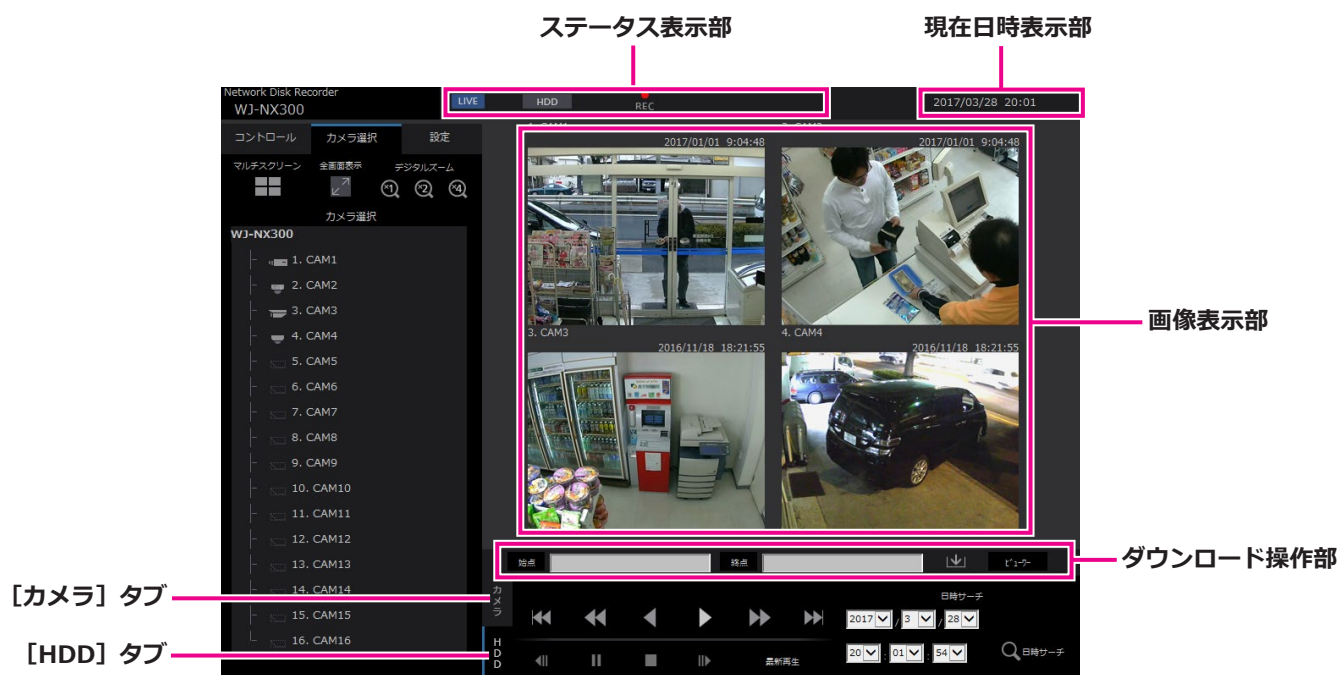 ステータス表示部
現在日時表示部
Network Disk Recorder
WJ-NX300
LIVE
HDD
REC
2017/03/28 20:01
コントロール
カメラ選択
設定
マルチスクリーン
全画面表示
デジタルズーム
×1
×2
×4
カメラ選択
WJ-NX300
1. CAM1
2. CAM2
3. CAM3
4. CAM4
5. CAM5
6. CAM6
7. CAM7
8. CAM8
9. CAM9
10. CAM10
11. CAM11
12. CAM12
13. CAM13
14. CAM14
15. CAM15
16. CAM16
1. CAM1
2017/01/01 9:04:48
2. CAM2
2017/01/01 9:04:48
3. CAM3
2016/11/18 18:21:55
4. CAM4
2016/11/18 18:21:55
画像表示部
始点
終点
ビューワー
ダウンロード操作部
［カメラ］タブ
カメラ
日時サーチ
2017 / 3 / 28
［HDD］タブ
HDD
最新再生
20 : 01 : 54
日時サーチ